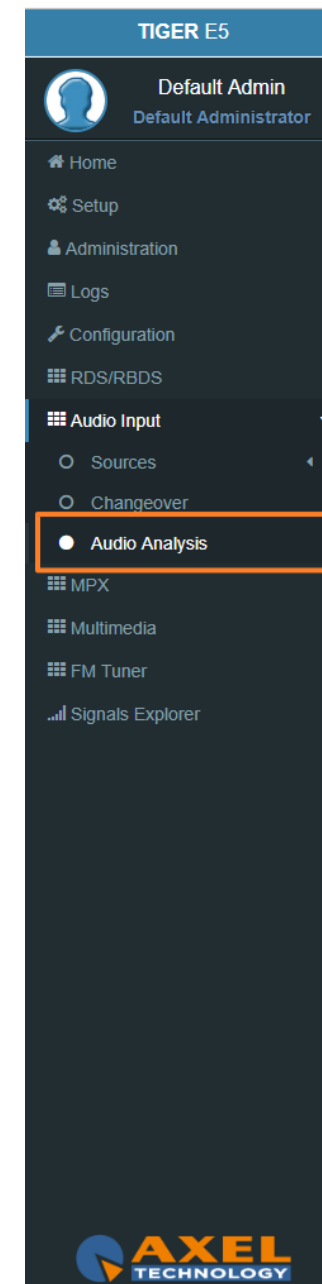 TIGER E5
Default Admin
Default Administrator
Home
Setup
Administration
Logs
Configuration
RDS/RBDS
Audio Input
Sources
Changeover
Audio Analysis
MPX
Multimedia
FM Tuner
Signals Explorer
AXEL
TECHNOLOGY